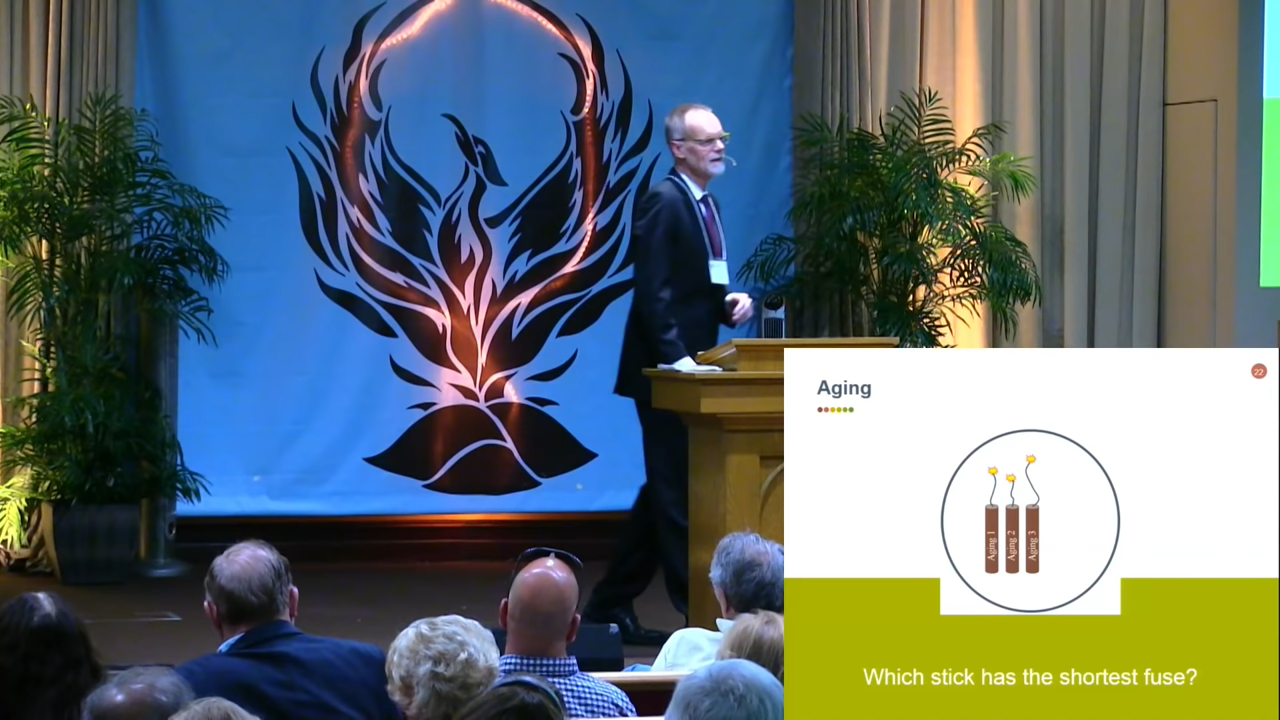 Aging
22
Aging 1
Aging 2
Aging 3
Which stick has the shortest fuse?